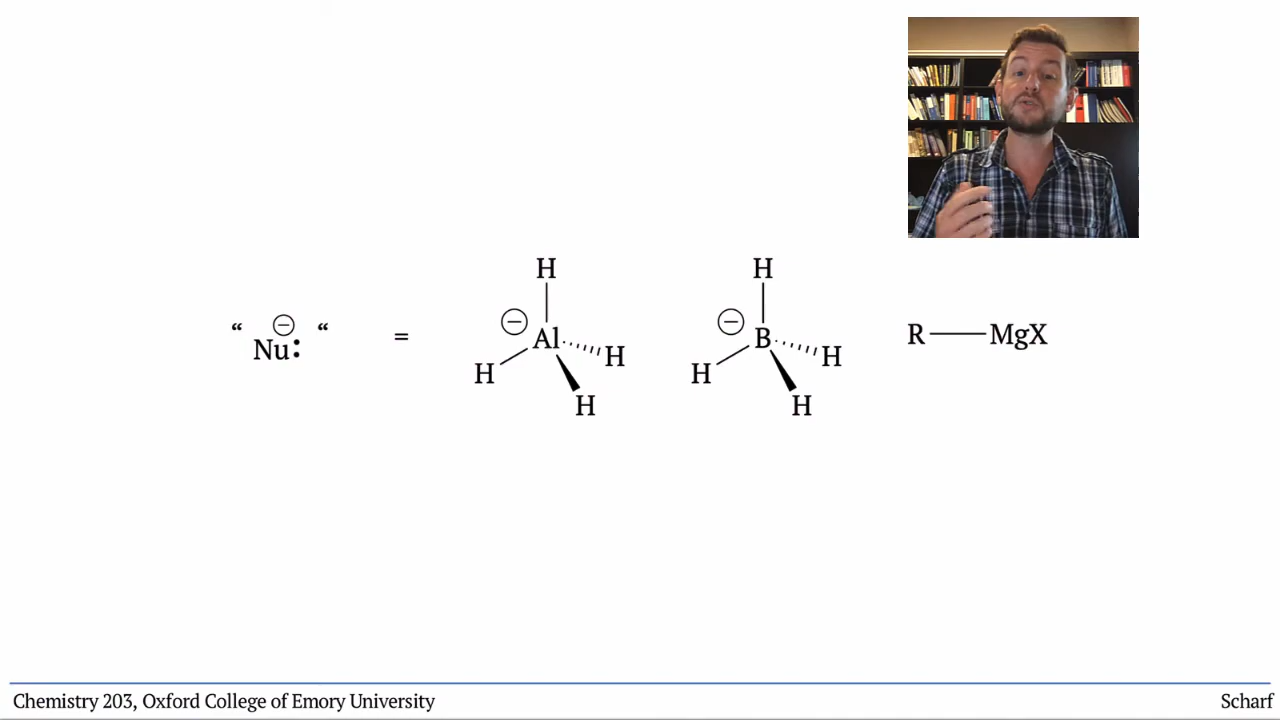 “ Nu:⊖ “ = 
H
⊖ Al H
H
H
H
⊖ B H
H
H
R — MgX
Chemistry 203, Oxford College of Emory University
Scharf